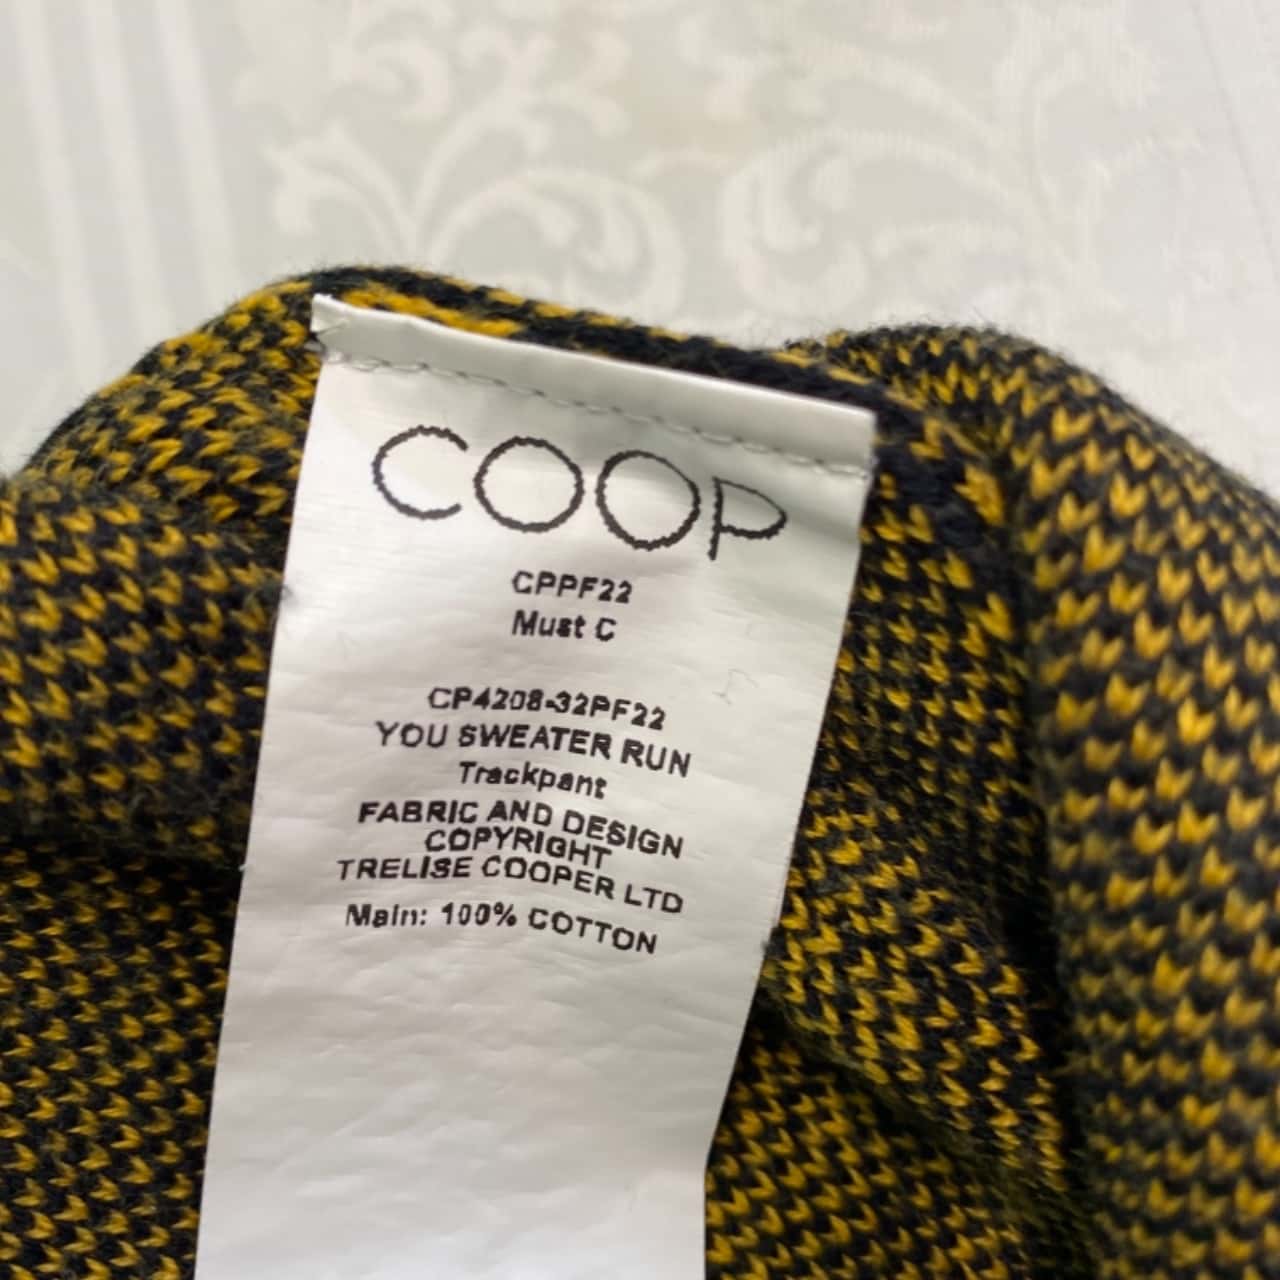 COOP
CPPF22
Must C
CP4208-32PF22
YOU SWEATER RUN
Trackpant
FABRIC AND DESIGN
COPYRIGHT
TRELISE COOPER LTD
Main: 100% COTTON